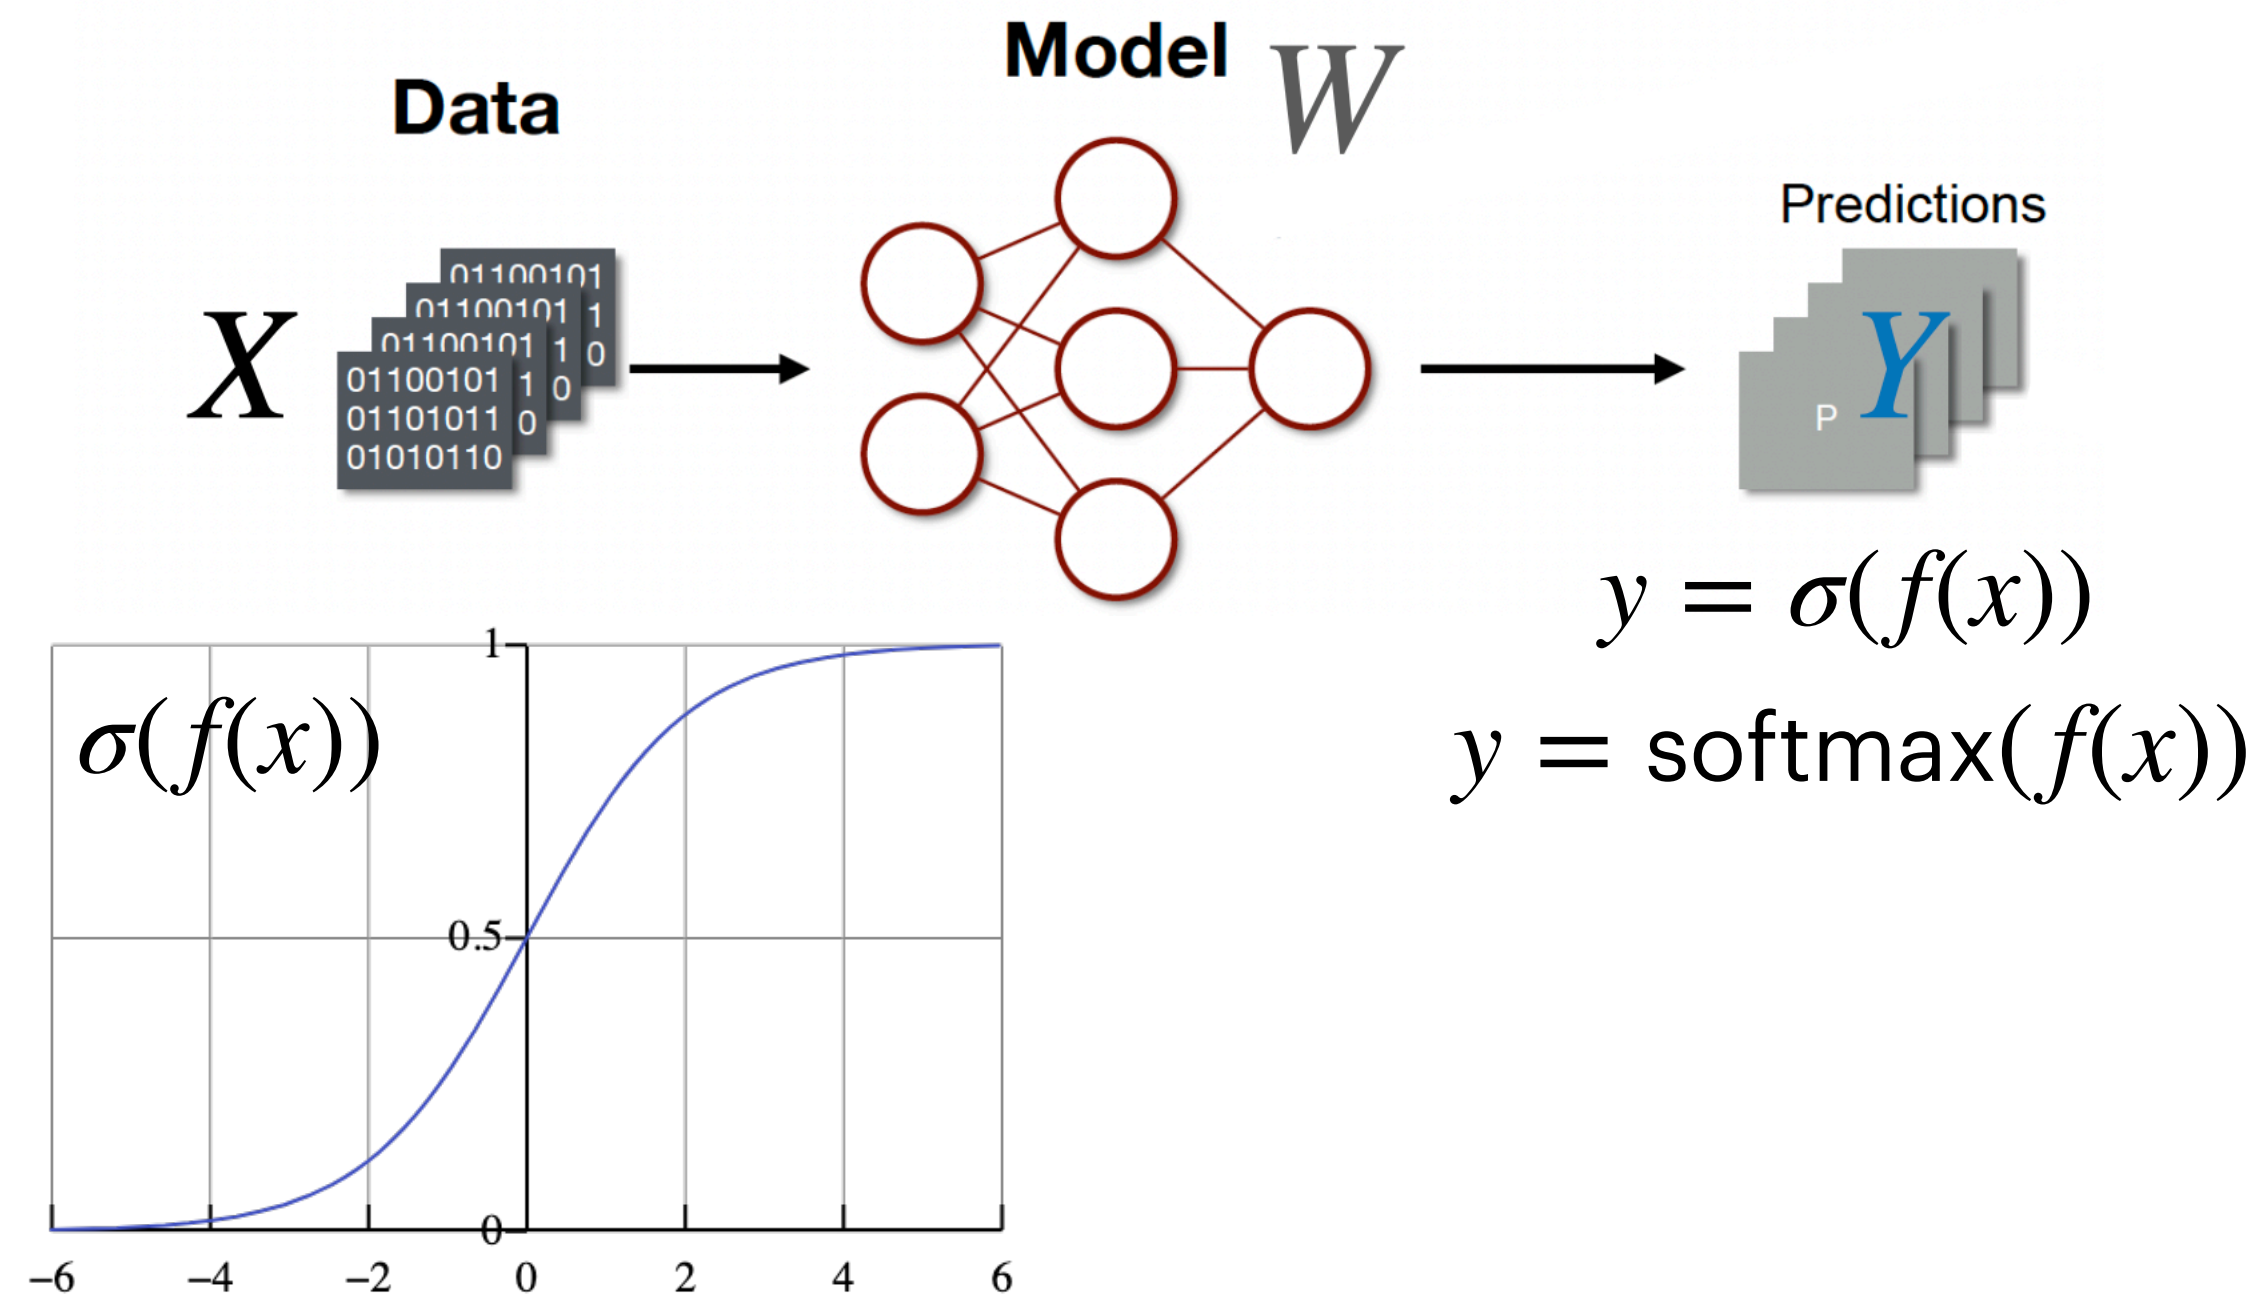 Data
Model W
Predictions
X
01100101
01100101 1
01100101 1 0
01100101 1 0
01101011 0
01010110
P Y
y = σ(f(x))
y = softmax(f(x))
σ(f(x))
1
0.5
0
−6 −4 −2 0 2 4 6